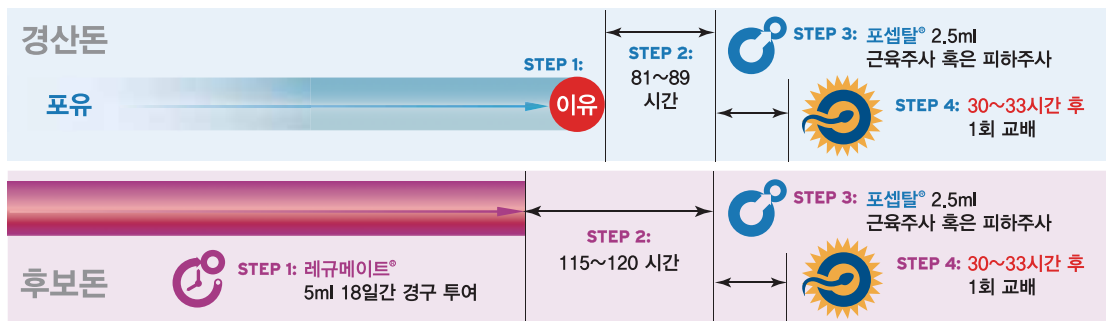 경산돈
포유
STEP 1:
이유
STEP 2:
81~89
시간
STEP 3: 포셉탈® 2.5ml
근육주사 혹은 피하주사
STEP 4: 30~33시간 후
1회 교배
후보돈
STEP 1: 레규메이트®
5ml 18일간 경구 투여
STEP 2:
115~120 시간
STEP 3: 포셉탈® 2.5ml
근육주사 혹은 피하주사
STEP 4: 30~33시간 후
1회 교배